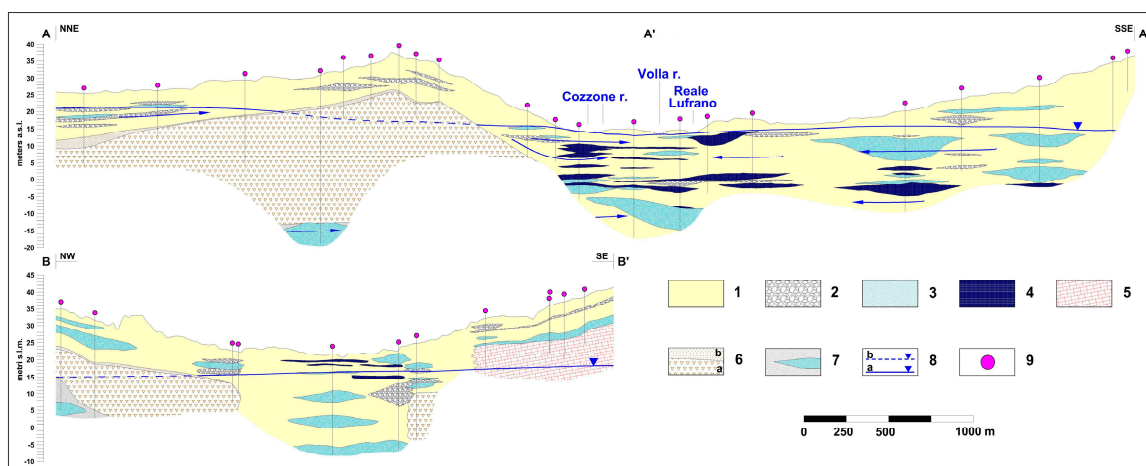 A NNE A' SSE A
40
35
30
25
20
15
10
5
0
-5
-10
-15
-20
meters a.s.l.
Volla r.
Cozzone r. Reale
Lufrano
B NW SE B'
45
40
35
30
25
20
15
10
5
0
-5
-10
metri s.l.m.
1 2 3 4 5
b
a
6 7
b
a
8 9
0 250 500 1000 m